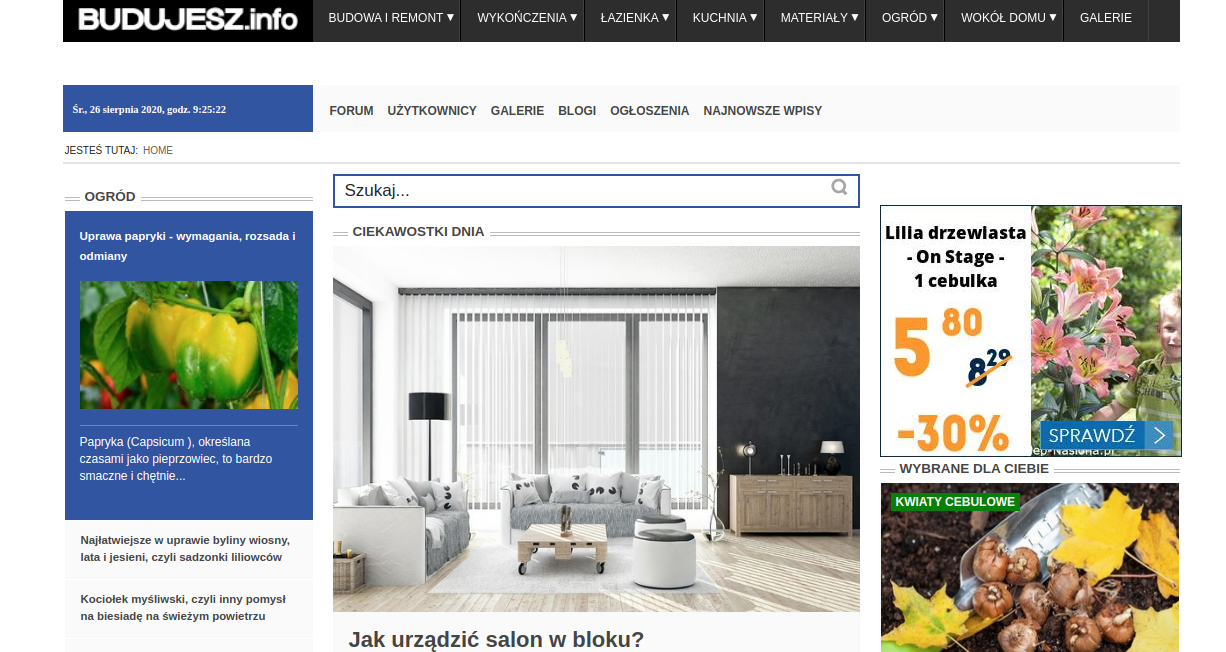 BUDUJESZ.info
BUDOWA I REMONT ▼ WYKOŃCZENIA ▼ ŁAZIENKA ▼ KUCHNIA ▼ MATERIAŁY ▼ OGRÓD ▼ WOKÓŁ DOMU ▼ GALERIE
Śr., 26 sierpnia 2020, godz. 9:25:22
FORUM UŻYTKOWNICY GALERIE BLOGI OGŁOSZENIA NAJNOWSZE WPISY
JESTEŚ TUTAJ: HOME
OGRÓD
Uprawa papryki - wymagania, rozsada i
odmiany
Papryka (Capsicum ), określana
czasami jako pieprzowiec, to bardzo
smaczne i chętnie...
Najłatwiejsze w uprawie byliny wiosny,
lata i jesieni, czyli sadzonki liliowców
Kociołek myśliwski, czyli inny pomysł
na biesiadę na świeżym powietrzu
Szukaj...
CIEKAWOSTKI DNIA
Jak urządzić salon w bloku?
Lilia drzewiasta
- On Stage -
1 cebulka
5 80
8 29
-30%
SPRAWDŹ
WYBRANE DLA CIEBIE
KWIATY CEBULOWE